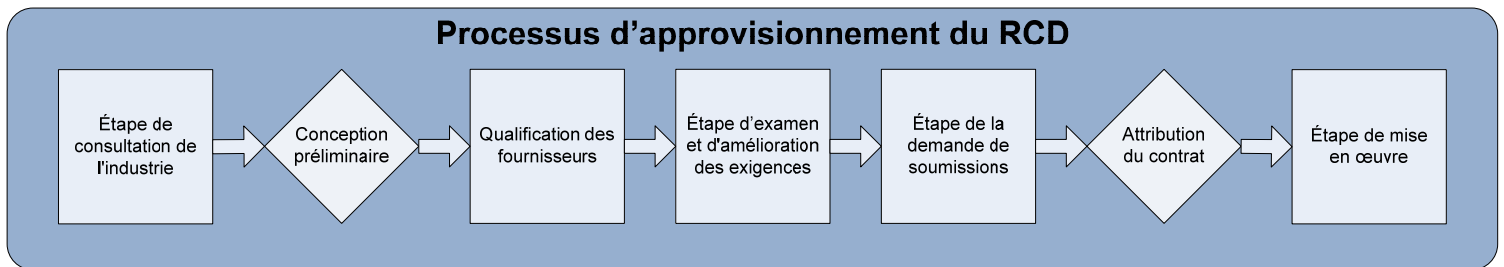 Processus d’approvisionnement du RCD
Étape de
consultation de
l'industrie
Conception
préliminaire
Qualification des
fournisseurs
Étape d’examen
et d'amélioration
des exigences
Étape de la
demande de
soumissions
Attribution
du contrat
Étape de mise
en œuvre